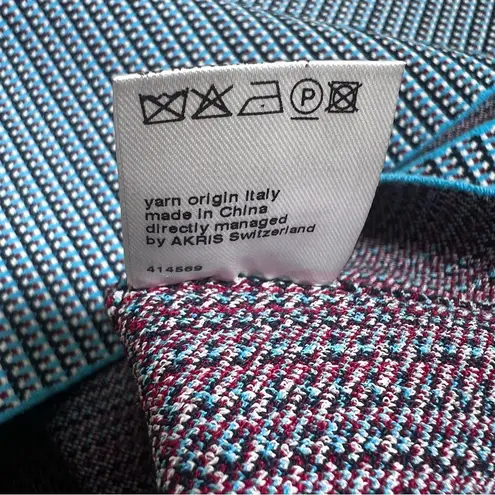 P
yarn origin Italy
made in China
directly managed
by AKRIS Switzerland
414569